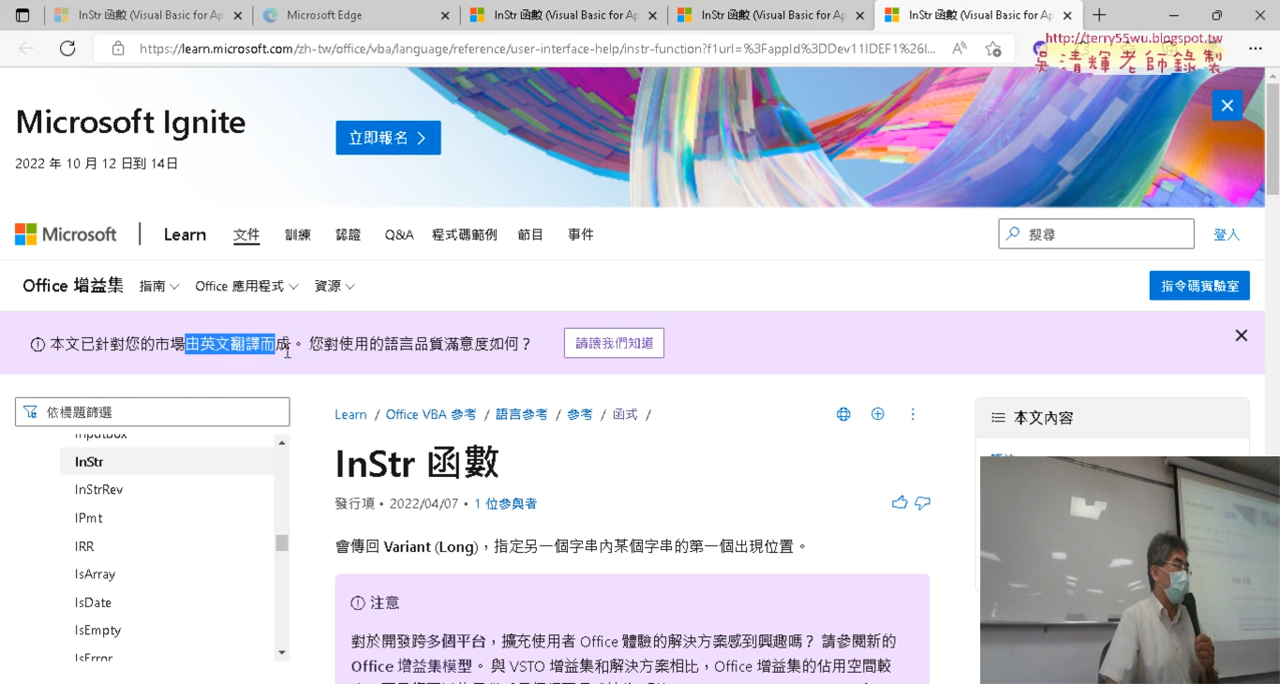 InStr 函數 (Visual Basic for Ap
Microsoft Edge
InStr 函數 (Visual Basic for Ap
InStr 函數 (Visual Basic for Ap
InStr 函數 (Visual Basic for Ap
https://learn.microsoft.com/zh-tw/office/vba/language/reference/user-interface-help/instr-function?f1url=%3FappId%3DDev11IDEF1%26l...
http://terry55wu.blogspot.tw
吳清輝老師錄製
Microsoft Ignite
立即報名
2022 年 10 月 12 日到 14日
Microsoft
Learn
文件
訓練
認證
Q&A
程式碼範例
節目
事件
搜尋
登入
Office 增益集
指南
Office 應用程式
資源
指令碼實驗室
本文已針對您的市場由英文翻譯而成。 您對使用的語言品質滿意度如何？
請讓我們知道
依標題篩選
Learn / Office VBA 參考 / 語言參考 / 參考 / 函式 /
本文內容
InputBox
InStr
InStrRev
IPmt
IRR
IsArray
IsDate
IsEmpty
IsError
InStr 函數
發行項 • 2022/04/07 • 1 位參與者
會傳回 Variant (Long)，指定另一個字串內某個字串的第一個出現位置。
注意
對於開發跨多個平台，擴充使用者 Office 體驗的解決方案感到興趣嗎？ 請參閱新的
Office 增益集模型。 與 VSTO 增益集和解決方案相比，Office 增益集的佔用空間較